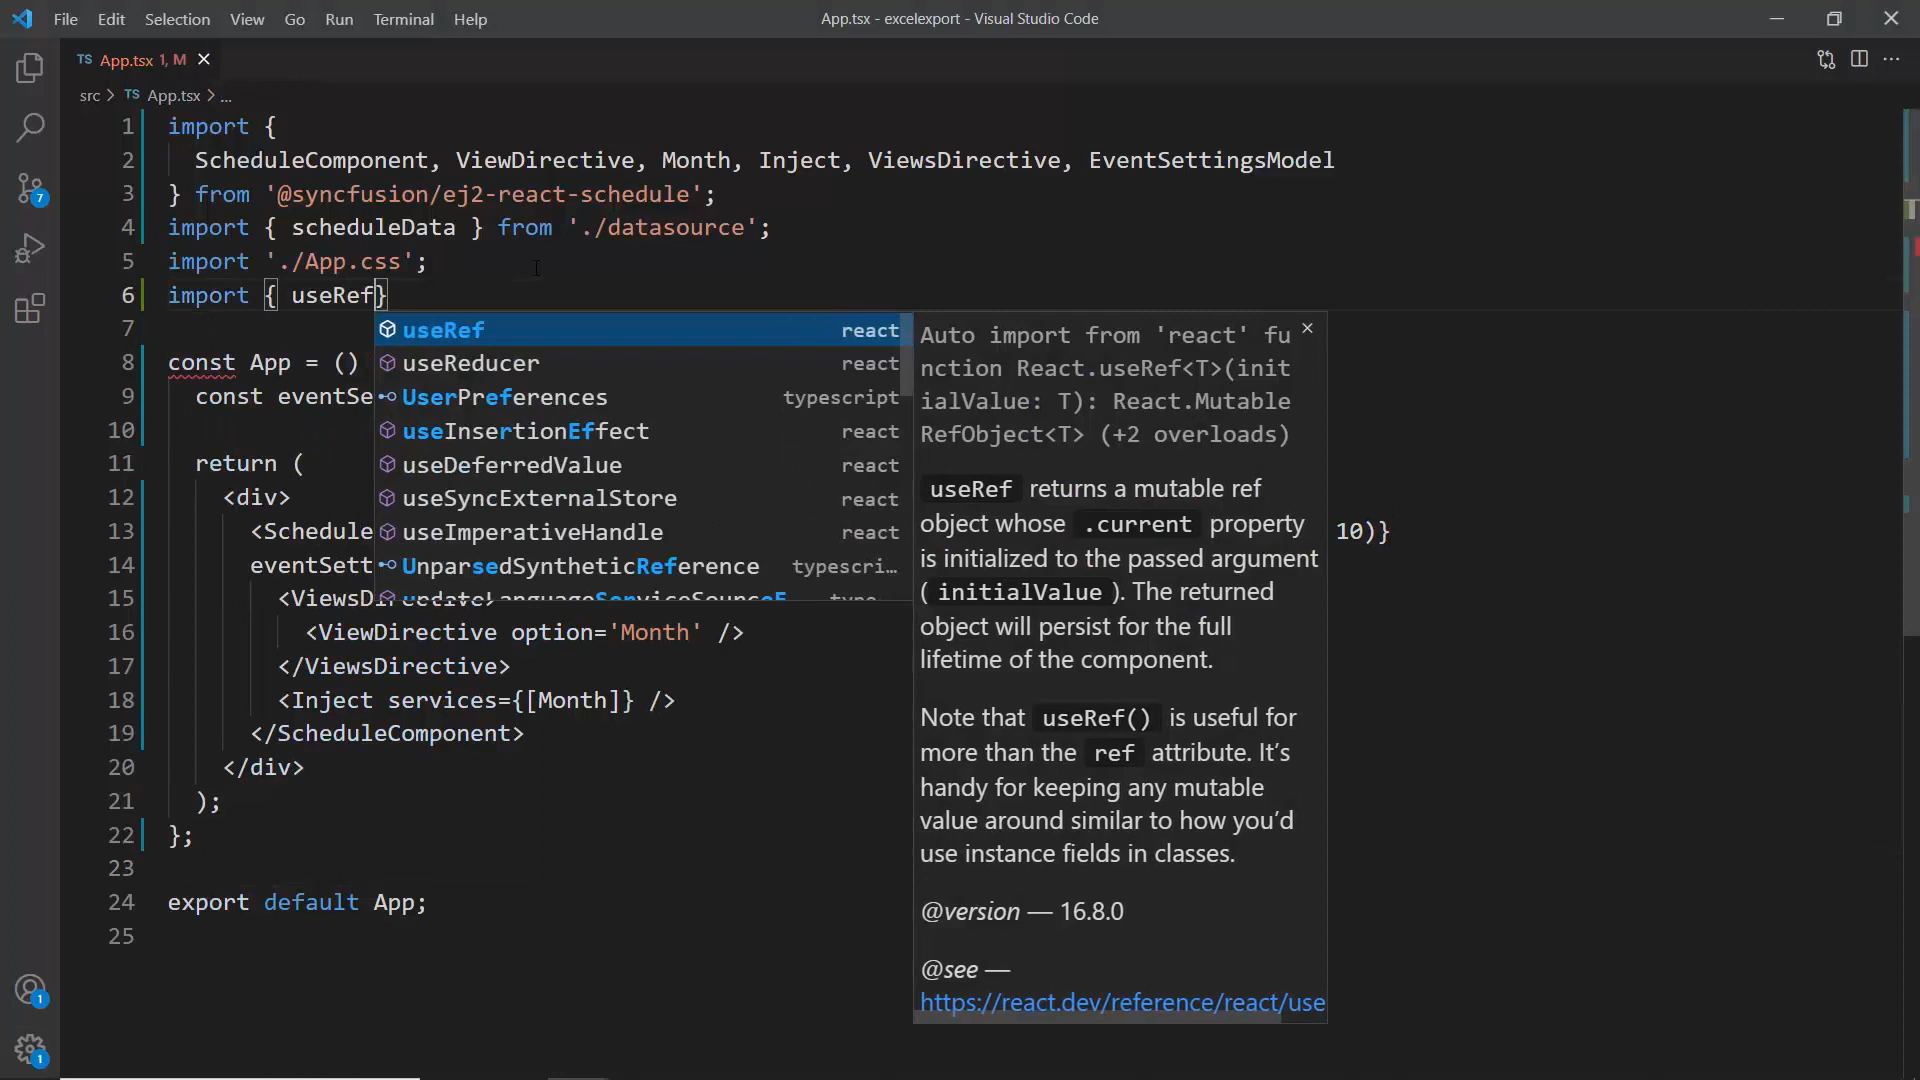 File Edit Selection View Go Run Terminal Help
App.tsx - excelexport - Visual Studio Code
TS App.tsx 1, M
src > TS App.tsx > ...
1 import {
2 ScheduleComponent, ViewDirective, Month, Inject, ViewsDirective, EventSettingsModel
3 } from '@syncfusion/ej2-react-schedule';
4 import { scheduleData } from './datasource';
5 import './App.css';
6 import { useRef}
7
8 const App = ()
9 const eventSe
10
11 return (
12 <div>
13 <Schedule 10)}
14 eventSett
15 <ViewsDirective>
16 <ViewDirective option='Month' />
17 </ViewsDirective>
18 <Inject services={[Month]} />
19 </ScheduleComponent>
20 </div>
21 );
22 };
23
24 export default App;
25
useRef react
useReducer react
UserPreferences typescript
useInsertionEffect react
useDeferredValue react
useSyncExternalStore react
useImperativeHandle react
UnparsedSyntheticReference typescri...
Auto import from 'react' fu
nction React.useRef<T>(init
ialValue: T): React.Mutable
RefObject<T> (+2 overloads)
useRef returns a mutable ref
object whose .current property
is initialized to the passed argument
( initialValue ). The returned
object will persist for the full
lifetime of the component.
Note that useRef() is useful for
more than the ref attribute. It's
handy for keeping any mutable
value around similar to how you'd
use instance fields in classes.
@version — 16.8.0
@see —
https://react.dev/reference/react/use
7
1
1